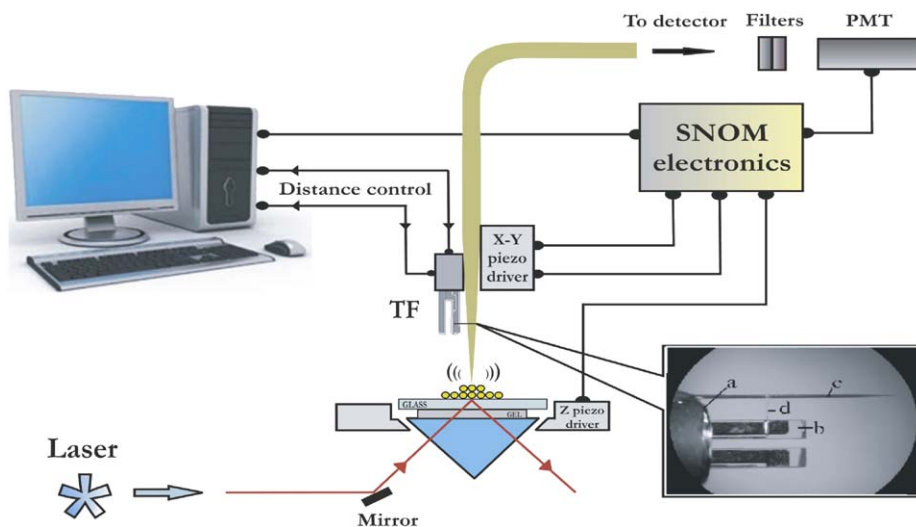 To detector
Filters
PMT
SNOM
electronics
Distance control
X-Y
piezo
driver
TF
a
c
d
b
GLASS
GEL
Z piezo
driver
Laser
Mirror